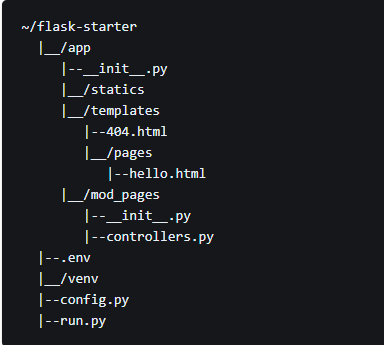 ~/flask-starter
|__/app
|--__init__.py
|__/statics
|__/templates
|--404.html
|__/pages
|--hello.html
|__/mod_pages
|--__init__.py
|--controllers.py
|--.env
|__/venv
|--config.py
|--run.py